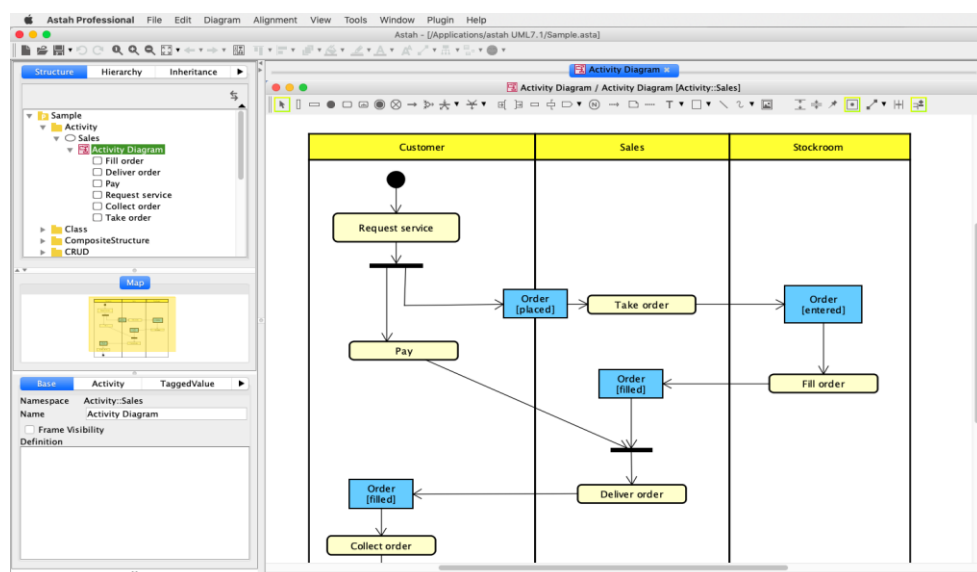 Astah Professional File Edit Diagram Alignment View Tools Window Plugin Help
Astah - [/Applications/astah UML7.1/Sample.asta]
Structure Hierarchy Inheritance
Sample
Activity
Sales
Activity Diagram
Fill order
Deliver order
Pay
Request service
Collect order
Take order
Class
CompositeStructure
CRUD
Map
Base Activity TaggedValue
Namespace Activity::Sales
Name Activity Diagram
Frame Visibility
Definition
Activity Diagram
Activity Diagram / Activity Diagram [Activity::Sales]
Customer Sales Stockroom
Request service
Order
[placed]
Take order
Order
[entered]
Pay
Order
[filled]
Fill order
Order
[filled]
Deliver order
Collect order